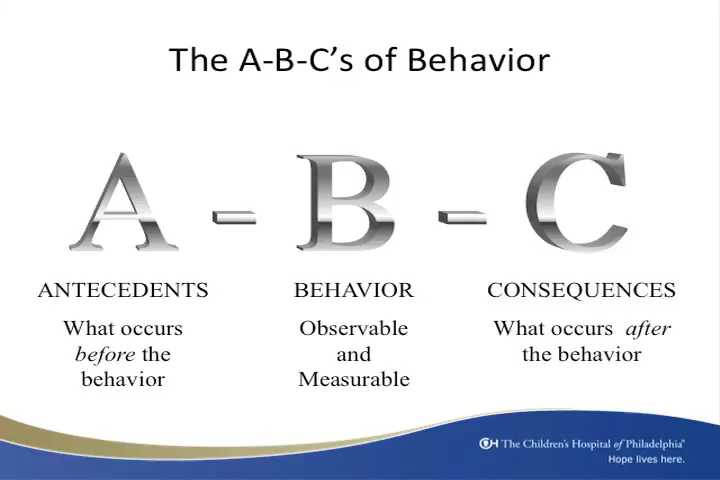 The A-B-C's of Behavior
A - B - C
ANTECEDENTS BEHAVIOR CONSEQUENCES
What occurs before the behavior
Observable and Measurable
What occurs after the behavior
The Children's Hospital of Philadelphia®
Hope lives here.